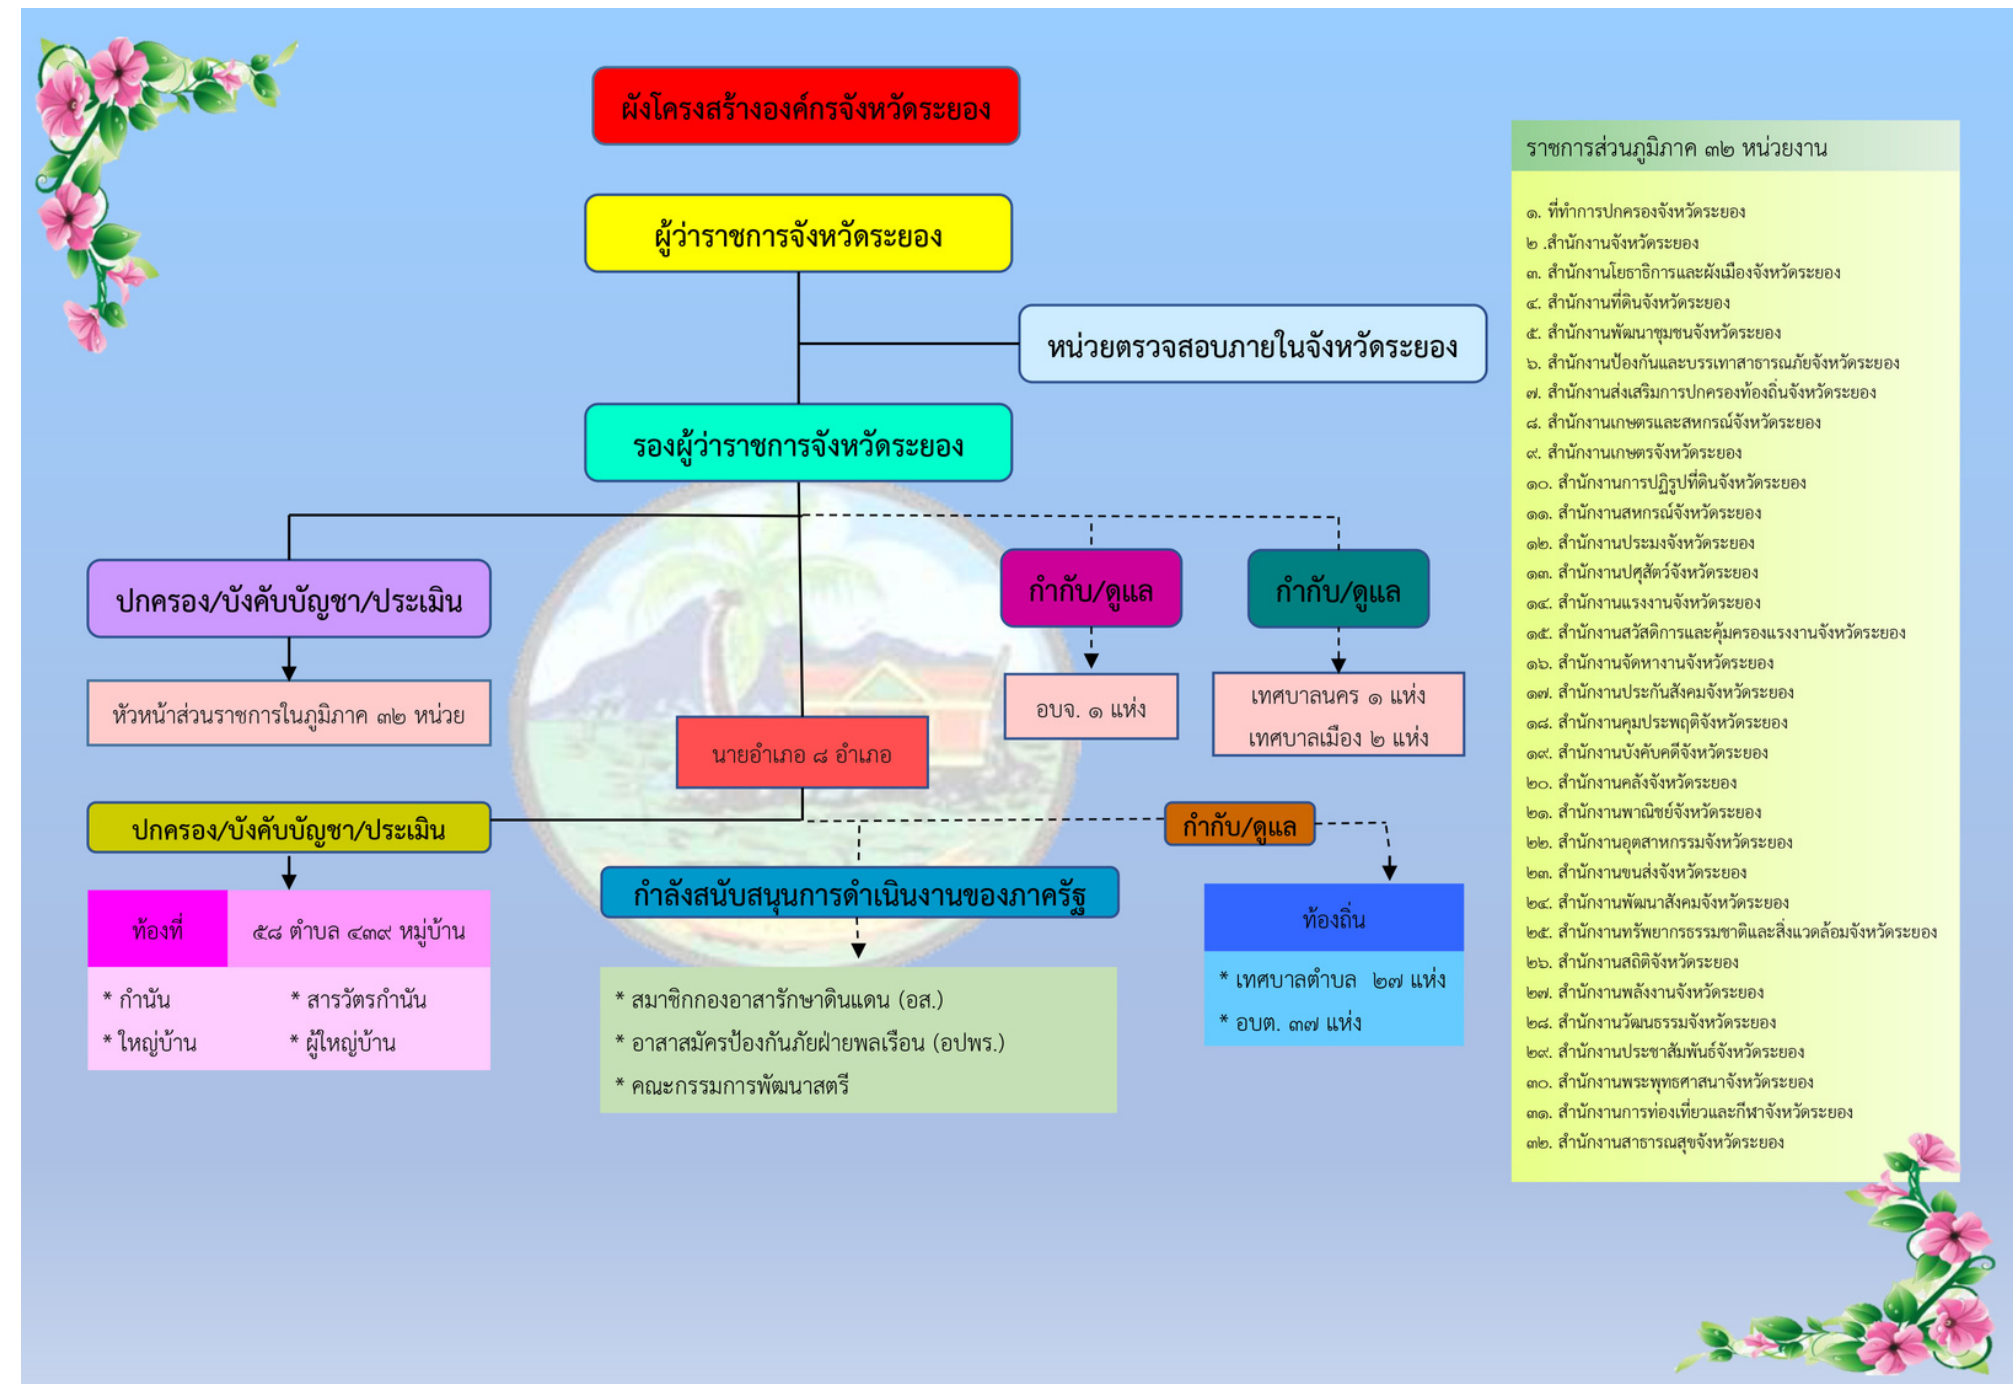 ผังโครงสร้างองค์กรจังหวัดระยอง
ผู้ว่าราชการจังหวัดระยอง
หน่วยตรวจสอบภายในจังหวัดระยอง
รองผู้ว่าราชการจังหวัดระยอง
ปกครอง/บังคับบัญชา/ประเมิน
กำกับ/ดูแล
กำกับ/ดูแล
หัวหน้าส่วนราชการในภูมิภาค ๓๒ หน่วย
อบจ. ๑ แห่ง
เทศบาลนคร ๑ แห่ง
เทศบาลเมือง ๒ แห่ง
นายอำเภอ ๘ อำเภอ
ปกครอง/บังคับบัญชา/ประเมิน
กำกับ/ดูแล
ท้องที่
๕๘ ตำบล ๔๓๙ หมู่บ้าน
* กำนัน
* สารวัตรกำนัน
* ใหญ่บ้าน
* ผู้ใหญ่บ้าน
กำลังสนับสนุนการดำเนินงานของภาครัฐ
* สมาชิกกองอาสารักษาดินแดน (อส.)
* อาสาสมัครป้องกันภัยฝ่ายพลเรือน (อปพร.)
* คณะกรรมการพัฒนาสตรี
ท้องถิ่น
* เทศบาลตำบล ๒๗ แห่ง
* อบต. ๓๗ แห่ง
ราชการส่วนภูมิภาค ๓๒ หน่วยงาน
๑. ที่ทำการปกครองจังหวัดระยอง
๒ .สำนักงานจังหวัดระยอง
๓. สำนักงานโยธาธิการและผังเมืองจังหวัดระยอง
๔. สำนักงานที่ดินจังหวัดระยอง
๕. สำนักงานพัฒนาชุมชนจังหวัดระยอง
๖. สำนักงานป้องกันและบรรเทาสาธารณภัยจังหวัดระยอง
๗. สำนักงานส่งเสริมการปกครองท้องถิ่นจังหวัดระยอง
๘. สำนักงานเกษตรและสหกรณ์จังหวัดระยอง
๙. สำนักงานเกษตรจังหวัดระยอง
๑๐. สำนักงานการปฏิรูปที่ดินจังหวัดระยอง
๑๑. สำนักงานสหกรณ์จังหวัดระยอง
๑๒. สำนักงานประมงจังหวัดระยอง
๑๓. สำนักงานปศุสัตว์จังหวัดระยอง
๑๔. สำนักงานแรงงานจังหวัดระยอง
๑๕. สำนักงานสวัสดิการและคุ้มครองแรงงานจังหวัดระยอง
๑๖. สำนักงานจัดหางานจังหวัดระยอง
๑๗. สำนักงานประกันสังคมจังหวัดระยอง
๑๘. สำนักงานคุมประพฤติจังหวัดระยอง
๑๙. สำนักงานบังคับคดีจังหวัดระยอง
๒๐. สำนักงานคลังจังหวัดระยอง
๒๑. สำนักงานพาณิชย์จังหวัดระยอง
๒๒. สำนักงานอุตสาหกรรมจังหวัดระยอง
๒๓. สำนักงานขนส่งจังหวัดระยอง
๒๔. สำนักงานพัฒนาสังคมจังหวัดระยอง
๒๕. สำนักงานทรัพยากรธรรมชาติและสิ่งแวดล้อมจังหวัดระยอง
๒๖. สำนักงานสถิติจังหวัดระยอง
๒๗. สำนักงานพลังงานจังหวัดระยอง
๒๘. สำนักงานวัฒนธรรมจังหวัดระยอง
๒๙. สำนักงานประชาสัมพันธ์จังหวัดระยอง
๓๐. สำนักงานพระพุทธศาสนาจังหวัดระยอง
๓๑. สำนักงานการท่องเที่ยวและกีฬาจังหวัดระยอง
๓๒. สำนักงานสาธารณสุขจังหวัดระยอง